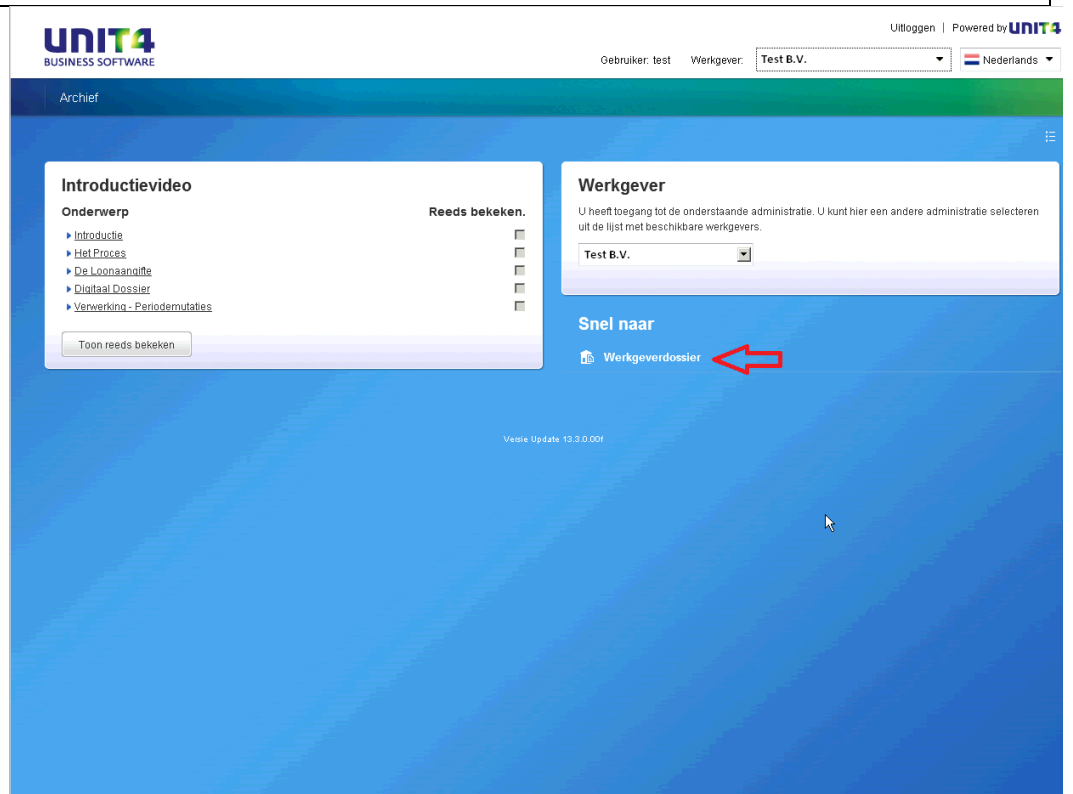 Uitloggen | Powered by UNIT4
UNIT4
BUSINESS SOFTWARE
Gebruiker: test Werkgever: Test B.V. Nederlands
Archief
Introductievideo
Onderwerp Reeds bekeken.
Introductie
Het Proces
De Loonaangifte
Digitaal Dossier
Verwerking - Periodemutaties
Toon reeds bekeken
Werkgever
U heeft toegang tot de onderstaande administratie. U kunt hier een andere administratie selecteren
uit de lijst met beschikbare werkgevers.
Test B.V.
Snel naar
Werkgeverdossier
Versie Update 13.3.0.00f